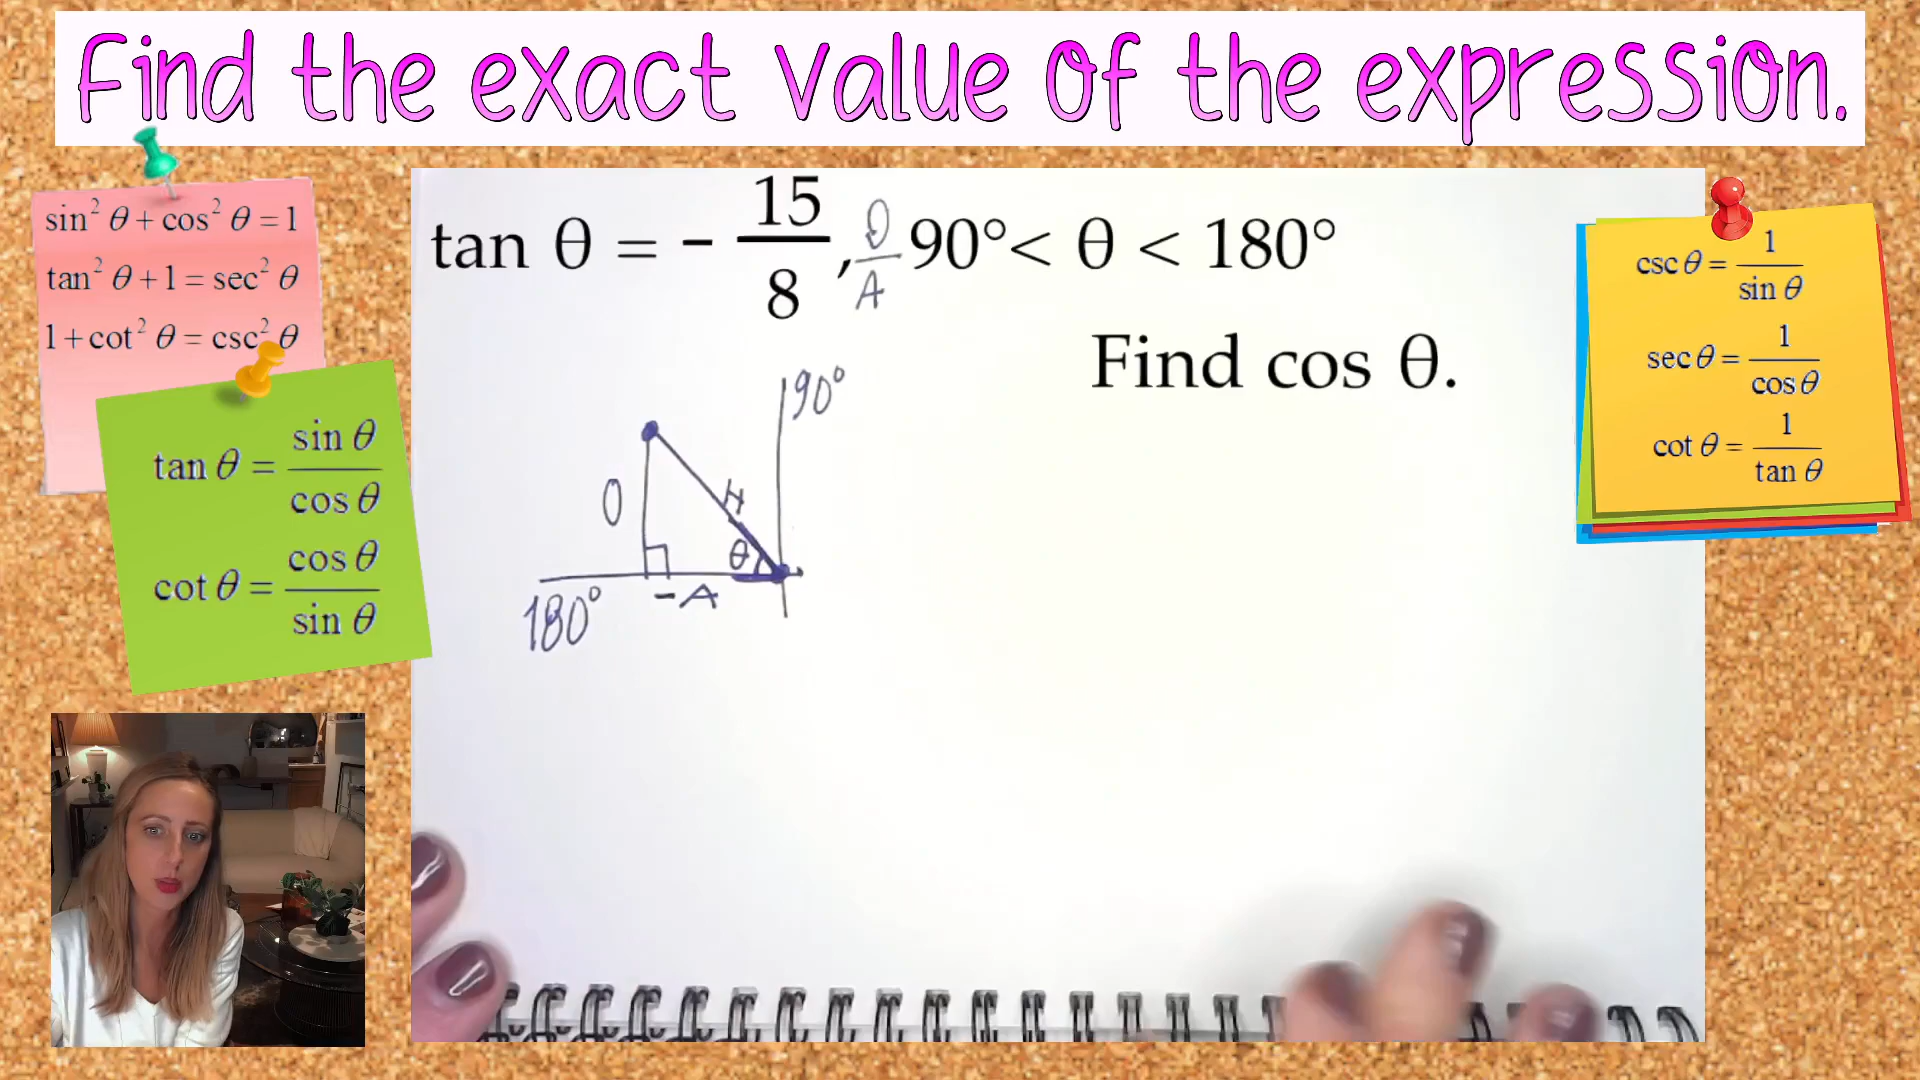 Find the exact value of the expression.
sin² θ + cos² θ = 1
tan² θ + 1 = sec² θ
1 + cot² θ = csc² θ
tan θ = sin θ / cos θ
cot θ = cos θ / sin θ
tan θ = - 15/8, O/A 90° < θ < 180°
Find cos θ.
90°
O
H
θ
-A
180°
csc θ = 1 / sin θ
sec θ = 1 / cos θ
cot θ = 1 / tan θ